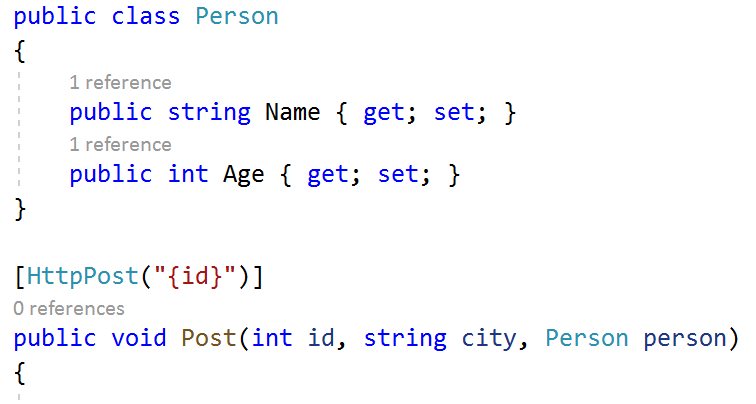 public class Person
{
1 reference
public string Name { get; set; }
1 reference
public int Age { get; set; }
}
[HttpPost("{id}")]
0 references
public void Post(int id, string city, Person person)
{